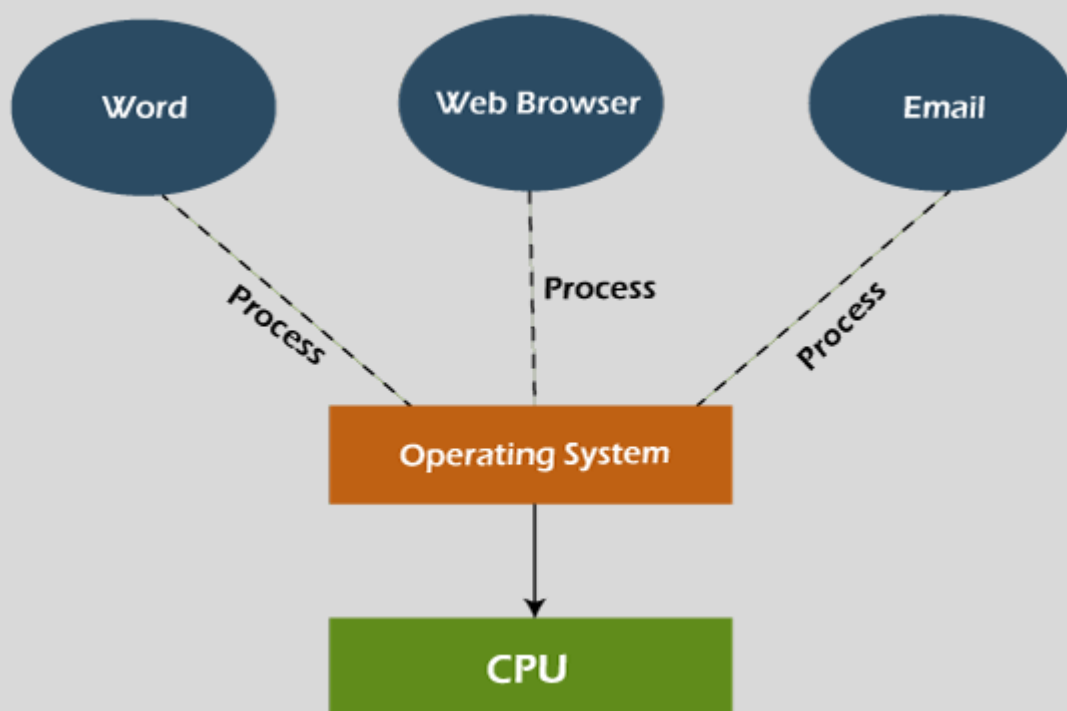 Word
Web Browser
Email
Process
Process
Process
Operating System
CPU